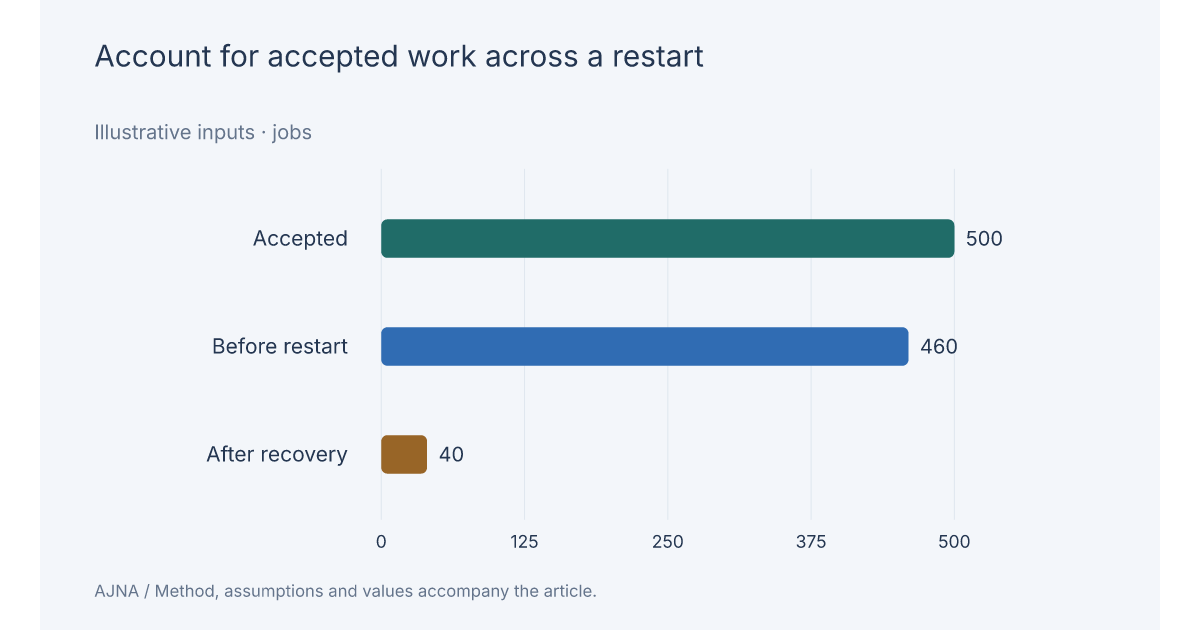 Account for accepted work across a restart
Illustrative inputs · jobs
Accepted 500
Before restart 460
After recovery 40
0 125 250 375 500
AJNA / Method, assumptions and values accompany the article.